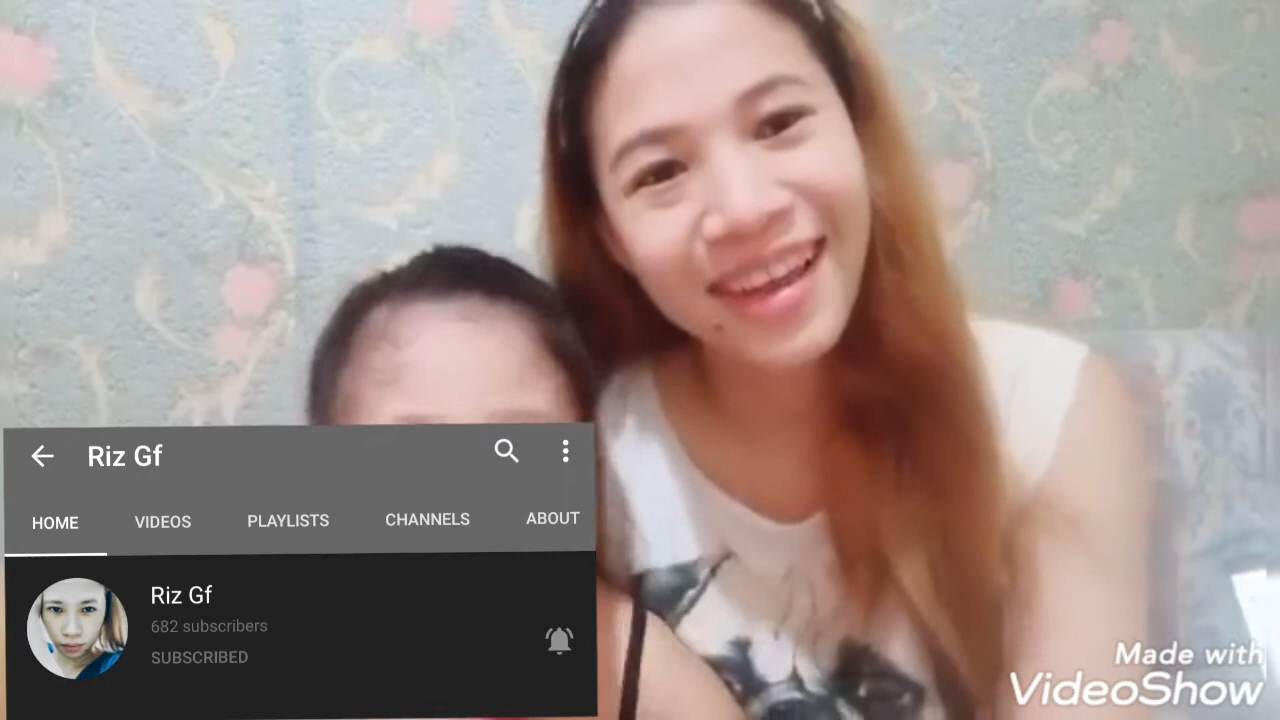 Riz Gf
HOME VIDEOS PLAYLISTS CHANNELS ABOUT
Riz Gf
682 subscribers
SUBSCRIBED
Made with
VideoShow